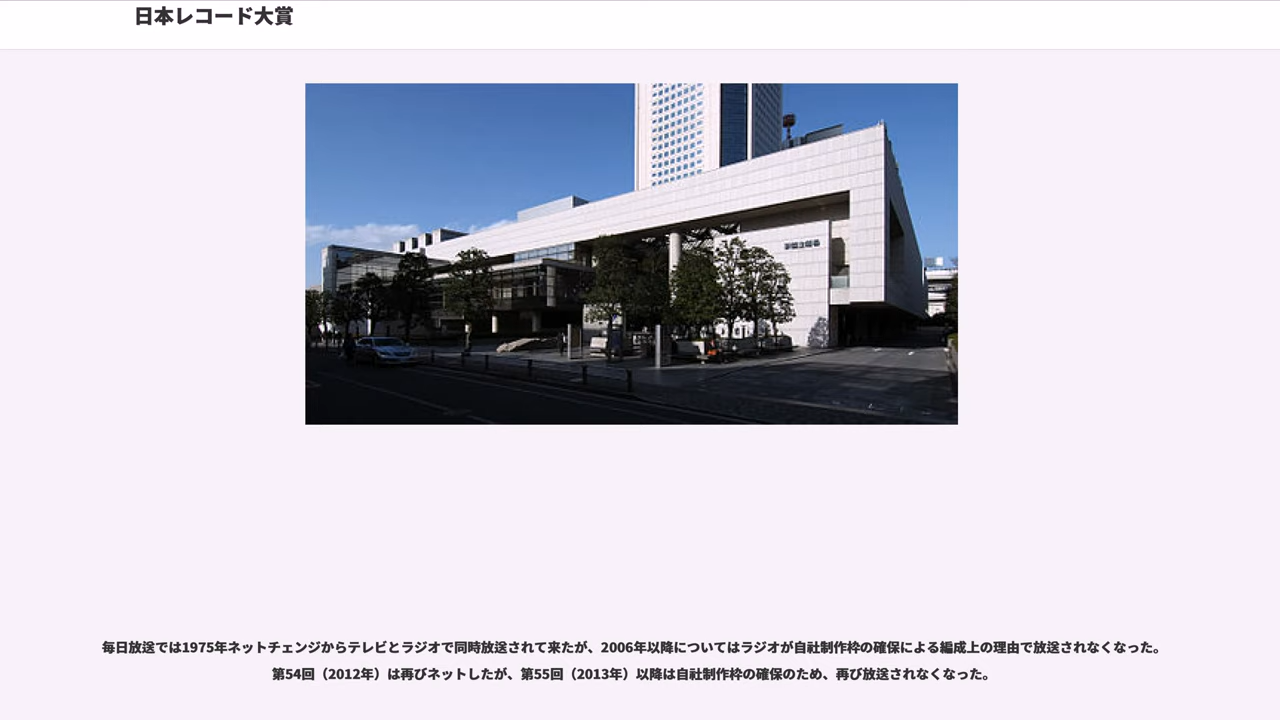 日本レコード大賞
毎日放送では1975年ネットチェンジからテレビとラジオで同時放送されて来たが、2006年以降についてはラジオが自社制作枠の確保による編成上の理由で放送されなくなった。
第54回（2012年）は再びネットしたが、第55回（2013年）以降は自社制作枠の確保のため、再び放送されなくなった。